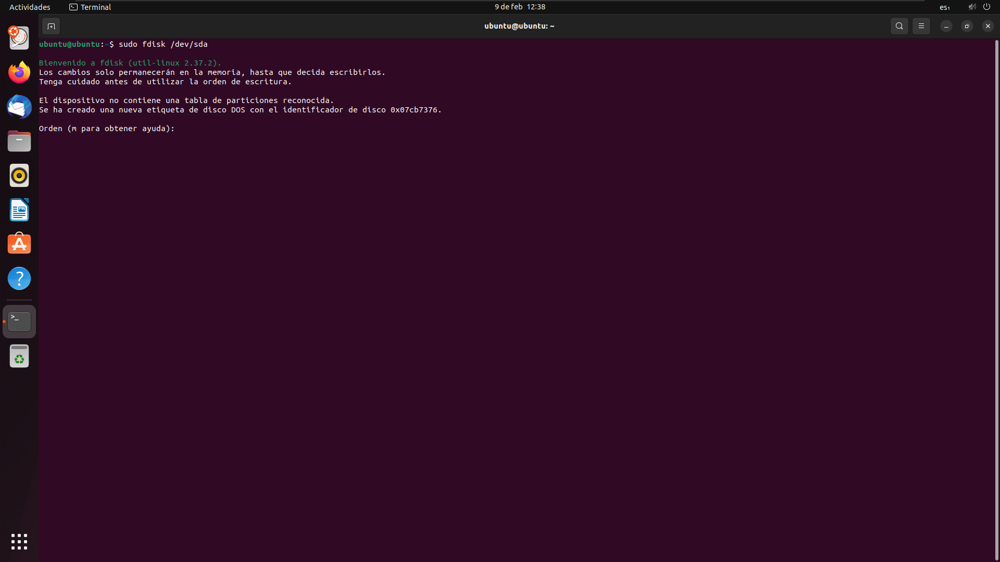 Actividades
Terminal
9 de feb 12:38
es₁
ubuntu@ubuntu: ~
ubuntu@ubuntu:~$ sudo fdisk /dev/sda
Bienvenido a fdisk (util-linux 2.37.2).
Los cambios solo permanecerán en la memoria, hasta que decida escribirlos.
Tenga cuidado antes de utilizar la orden de escritura.
El dispositivo no contiene una tabla de particiones reconocida.
Se ha creado una nueva etiqueta de disco DOS con el identificador de disco 0x07cb7376.
Orden (m para obtener ayuda):